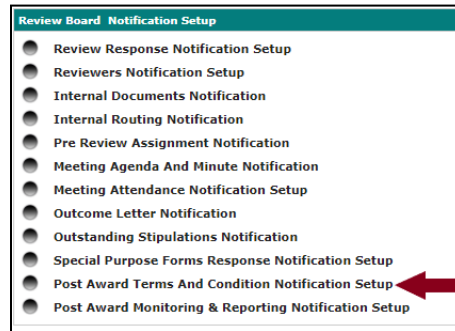 Review Board Notification Setup
Review Response Notification Setup
Reviewers Notification Setup
Internal Documents Notification
Internal Routing Notification
Pre Review Assignment Notification
Meeting Agenda And Minute Notification
Meeting Attendance Notification Setup
Outcome Letter Notification
Outstanding Stipulations Notification
Special Purpose Forms Response Notification Setup
Post Award Terms And Condition Notification Setup
Post Award Monitoring & Reporting Notification Setup